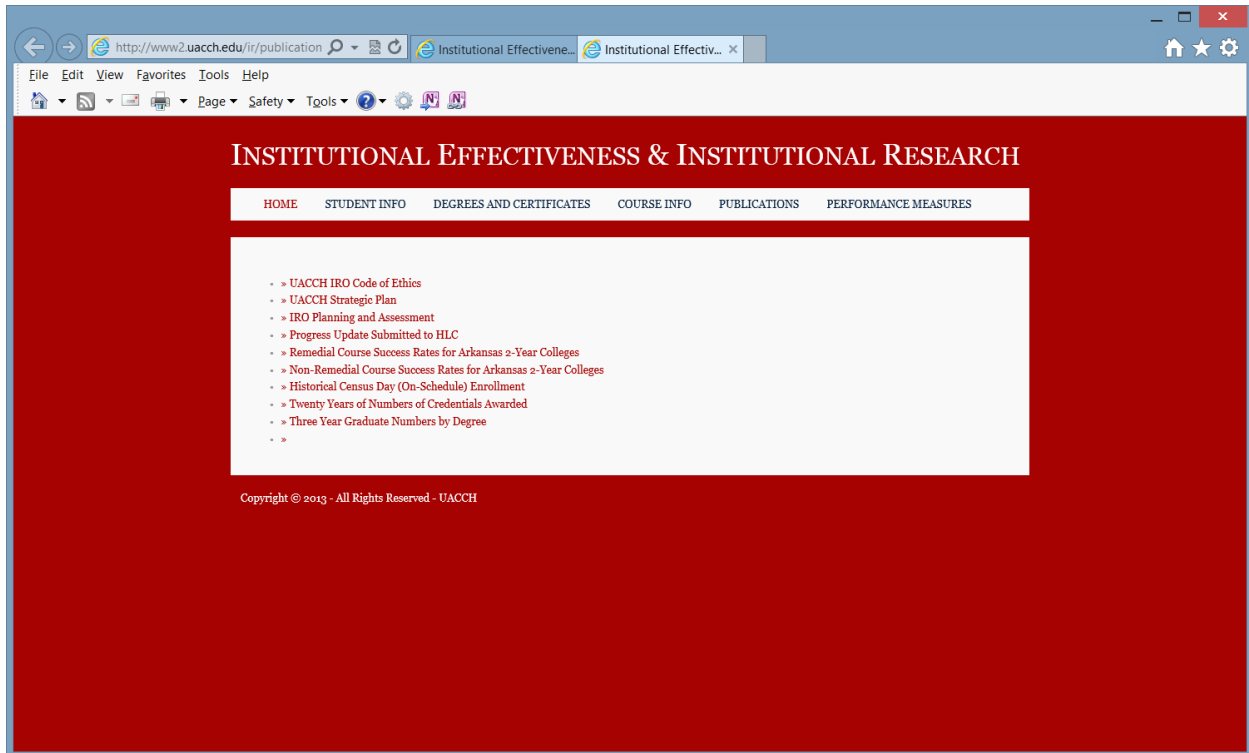 http://www2.uacch.edu/ir/publication
Institutional Effectivene...
Institutional Effectiv...
File Edit View Favorites Tools Help
Page Safety Tools
INSTITUTIONAL EFFECTIVENESS & INSTITUTIONAL RESEARCH
HOME STUDENT INFO DEGREES AND CERTIFICATES COURSE INFO PUBLICATIONS PERFORMANCE MEASURES
» UACCH IRO Code of Ethics
» UACCH Strategic Plan
» IRO Planning and Assessment
» Progress Update Submitted to HLC
» Remedial Course Success Rates for Arkansas 2-Year Colleges
» Non-Remedial Course Success Rates for Arkansas 2-Year Colleges
» Historical Census Day (On-Schedule) Enrollment
» Twenty Years of Numbers of Credentials Awarded
» Three Year Graduate Numbers by Degree
»
Copyright © 2013 - All Rights Reserved - UACCH